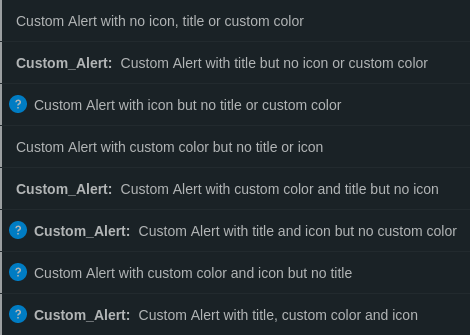 Custom Alert with no icon, title or custom color
Custom_Alert: Custom Alert with title but no icon or custom color
? Custom Alert with icon but no title or custom color
Custom Alert with custom color but no title or icon
Custom_Alert: Custom Alert with custom color and title but no icon
? Custom_Alert: Custom Alert with title and icon but no custom color
? Custom Alert with custom color and icon but no title
? Custom_Alert: Custom Alert with title, custom color and icon